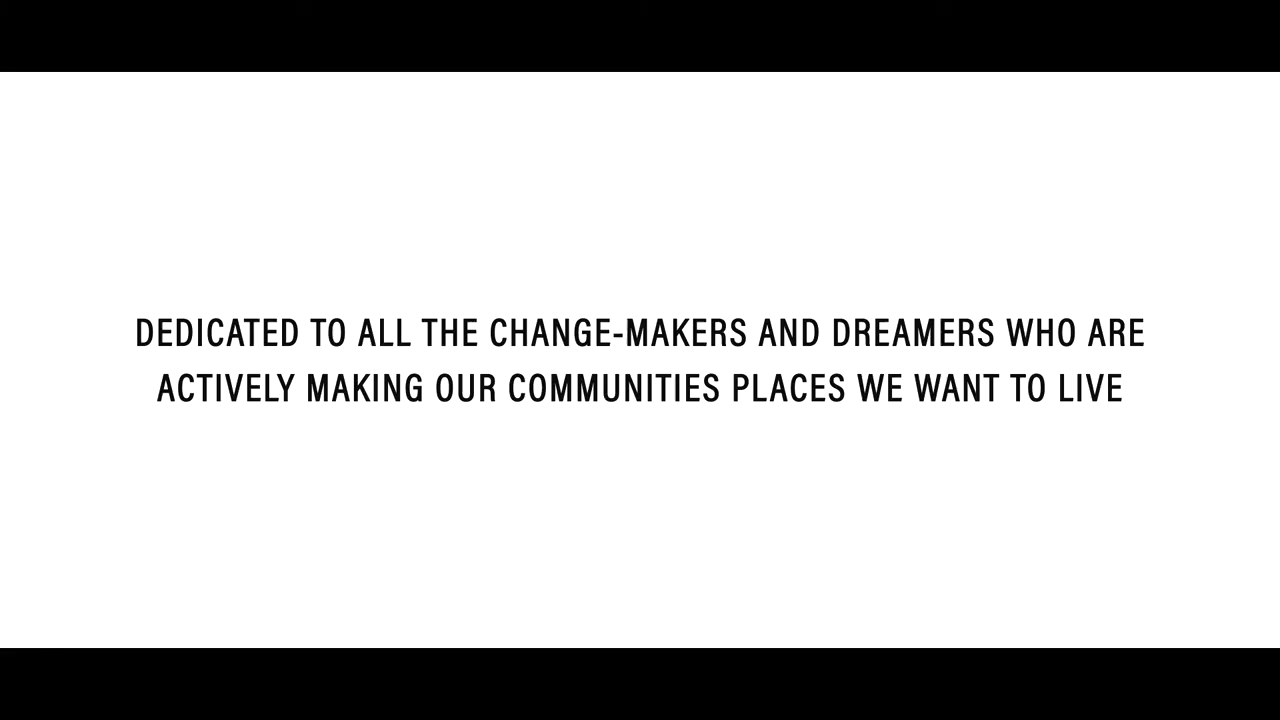 DEDICATED TO ALL THE CHANGE-MAKERS AND DREAMERS WHO ARE
ACTIVELY MAKING OUR COMMUNITIES PLACES WE WANT TO LIVE